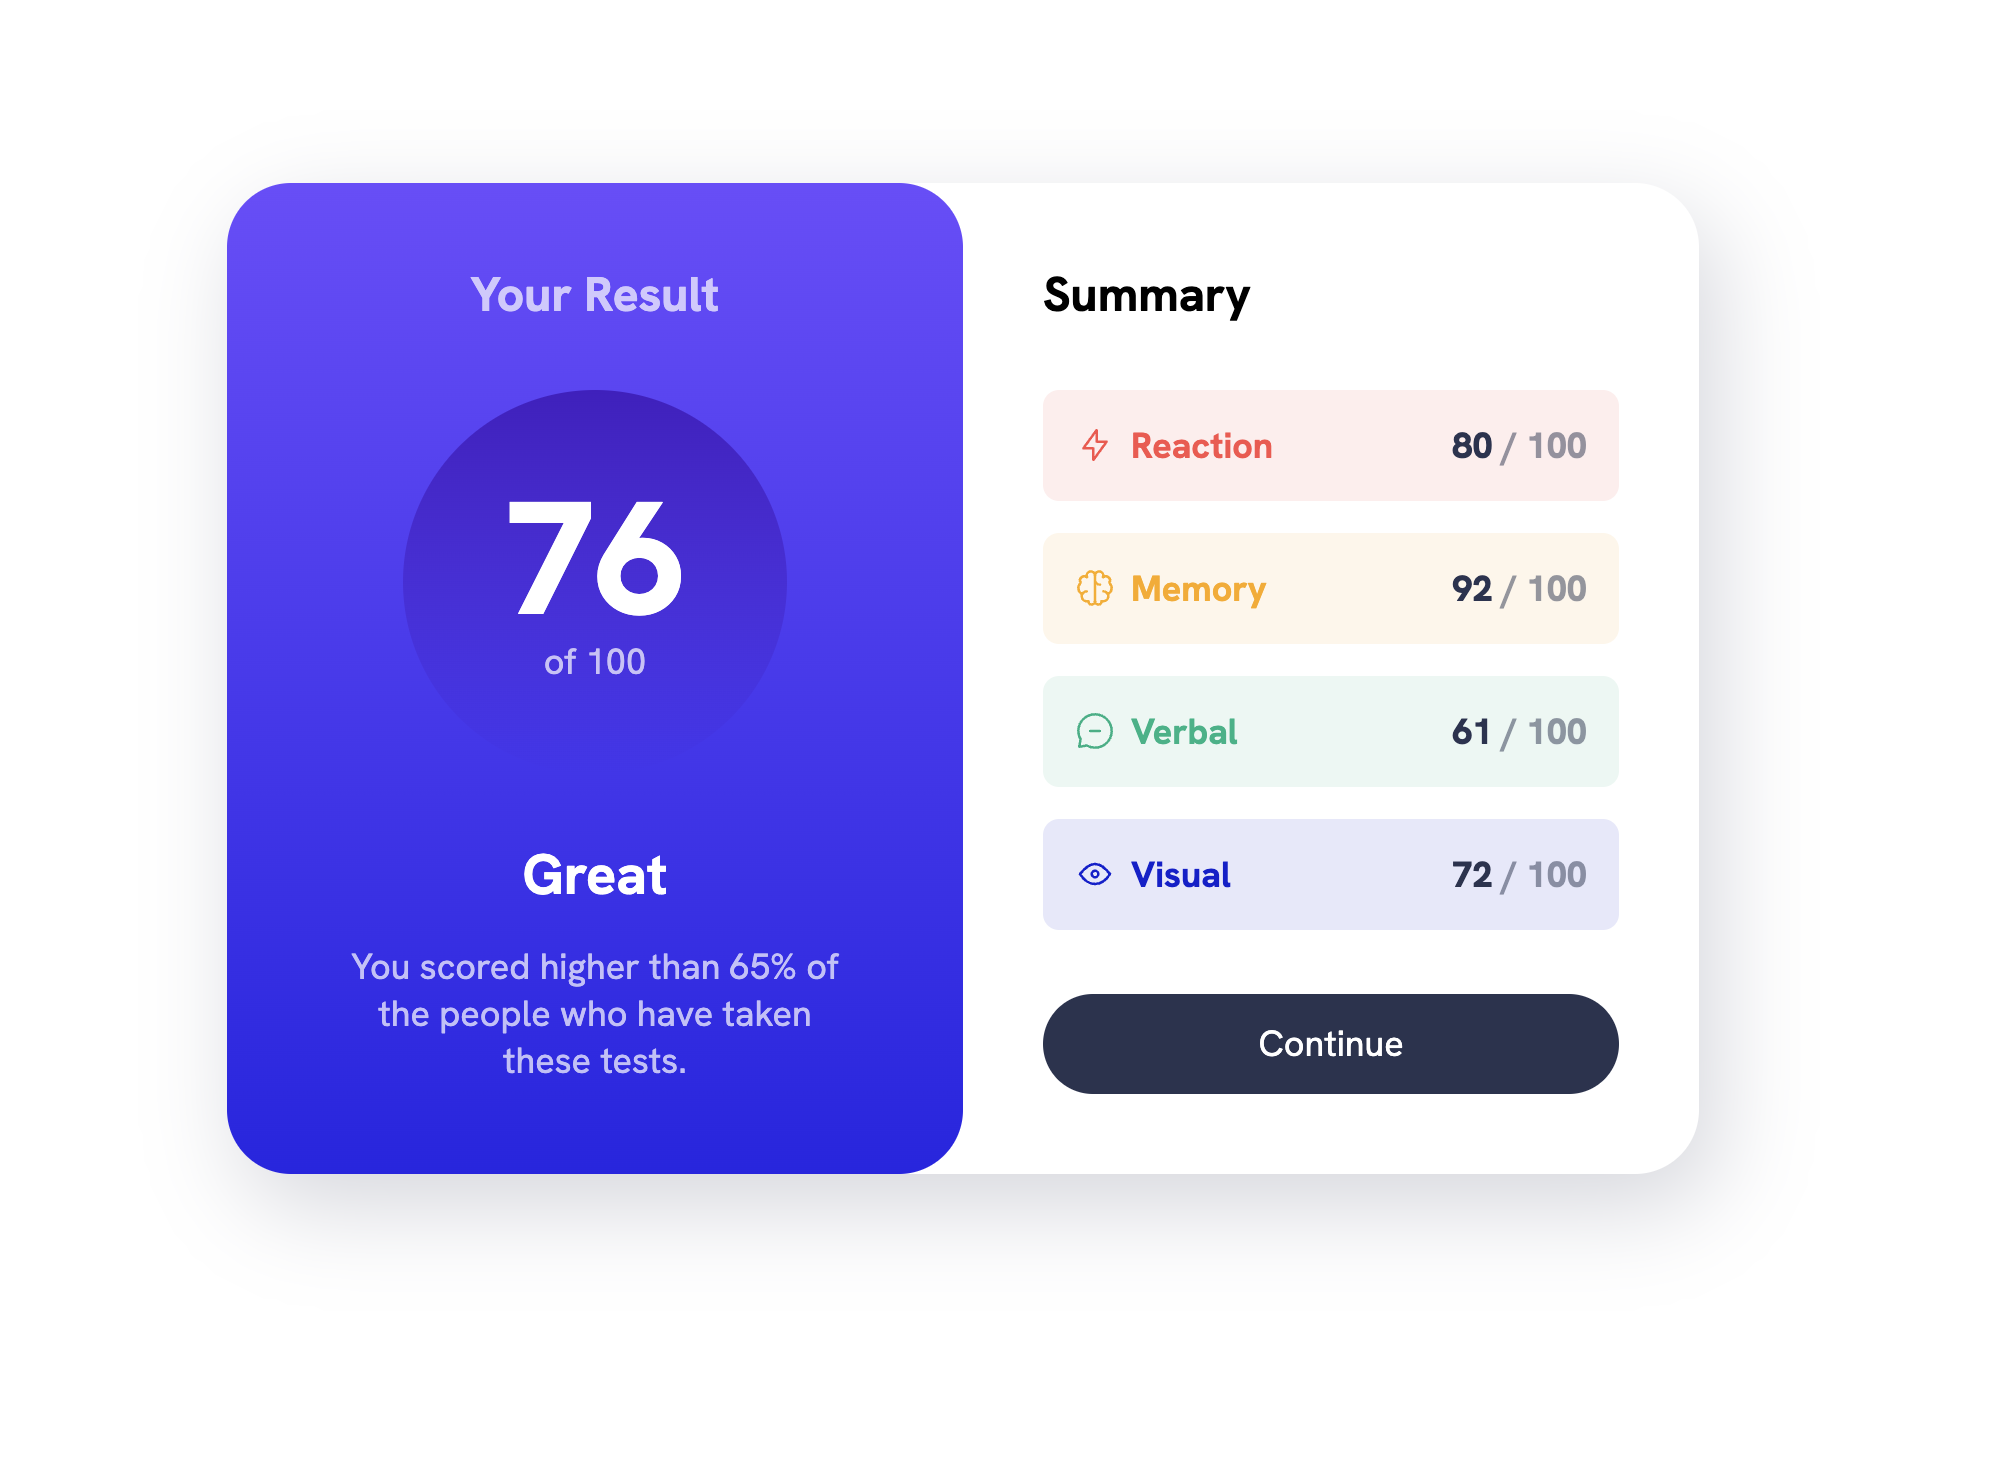 Your Result
76
of 100
Great
You scored higher than 65% of
the people who have taken
these tests.
Summary
Reaction 80 / 100
Memory 92 / 100
Verbal 61 / 100
Visual 72 / 100
Continue